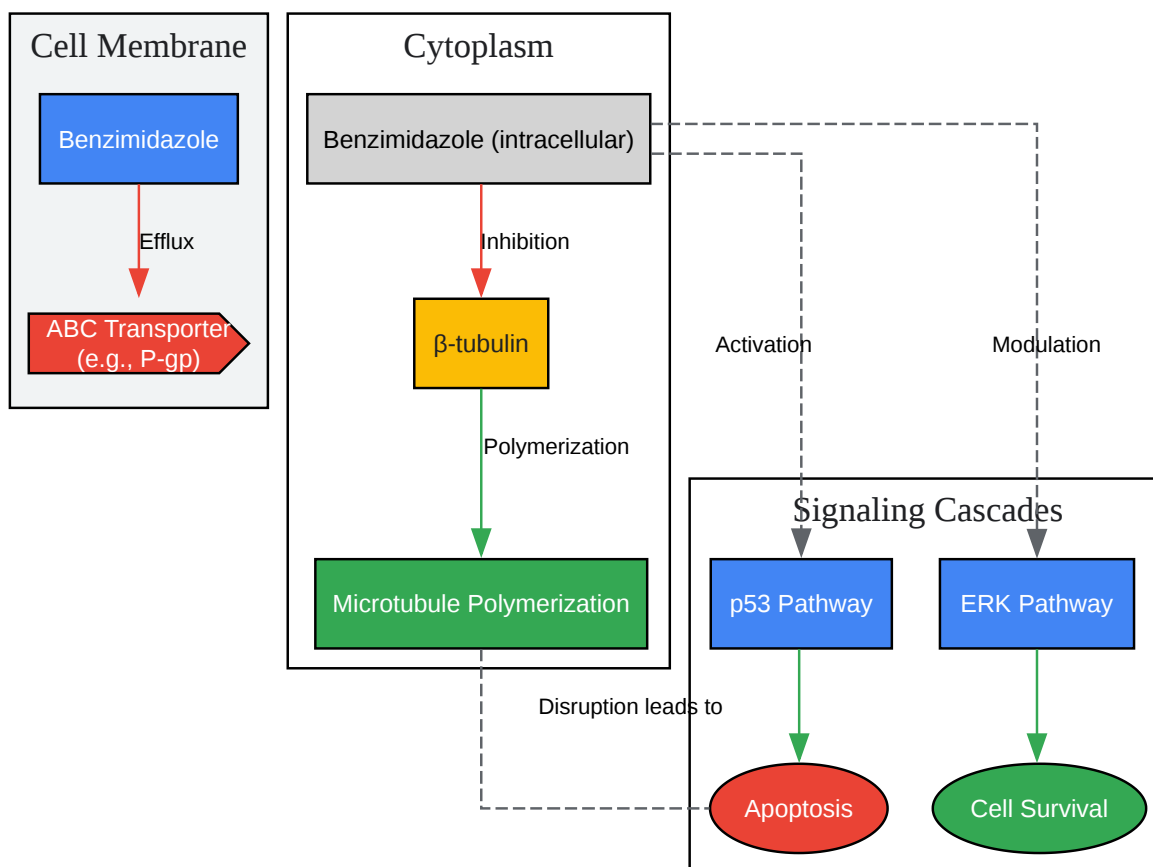 Cell Membrane
Benzimidazole
Efflux
ABC Transporter
(e.g., P-gp)
Cytoplasm
Benzimidazole (intracellular)
Inhibition
β-tubulin
Polymerization
Microtubule Polymerization
Disruption leads to
Activation
Modulation
Signaling Cascades
p53 Pathway
ERK Pathway
Apoptosis
Cell Survival